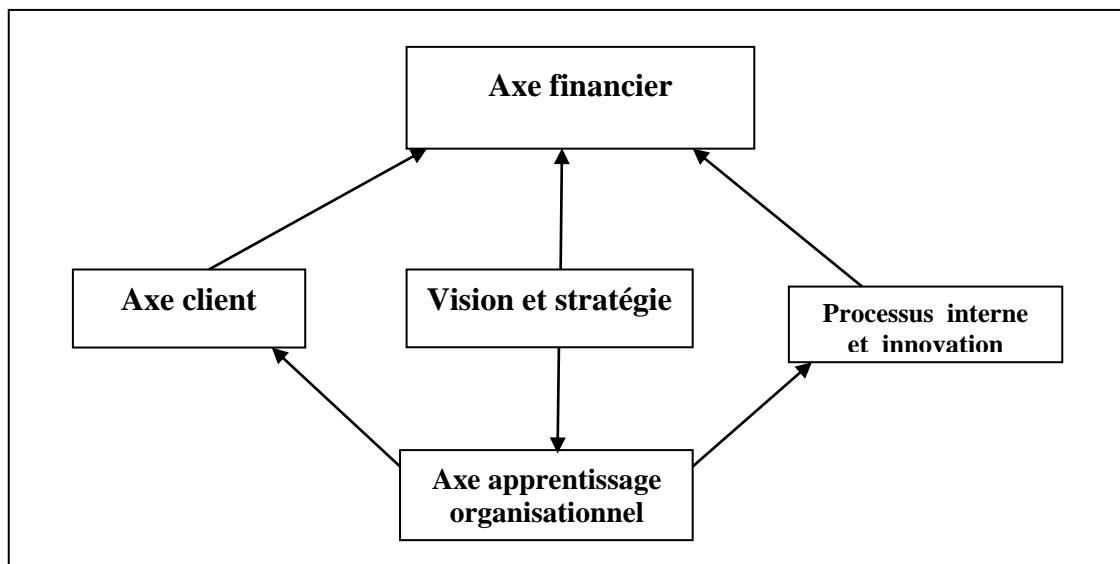 Axe financier
Axe client
Vision et stratégie
Processus interne
et innovation
Axe apprentissage
organisationnel